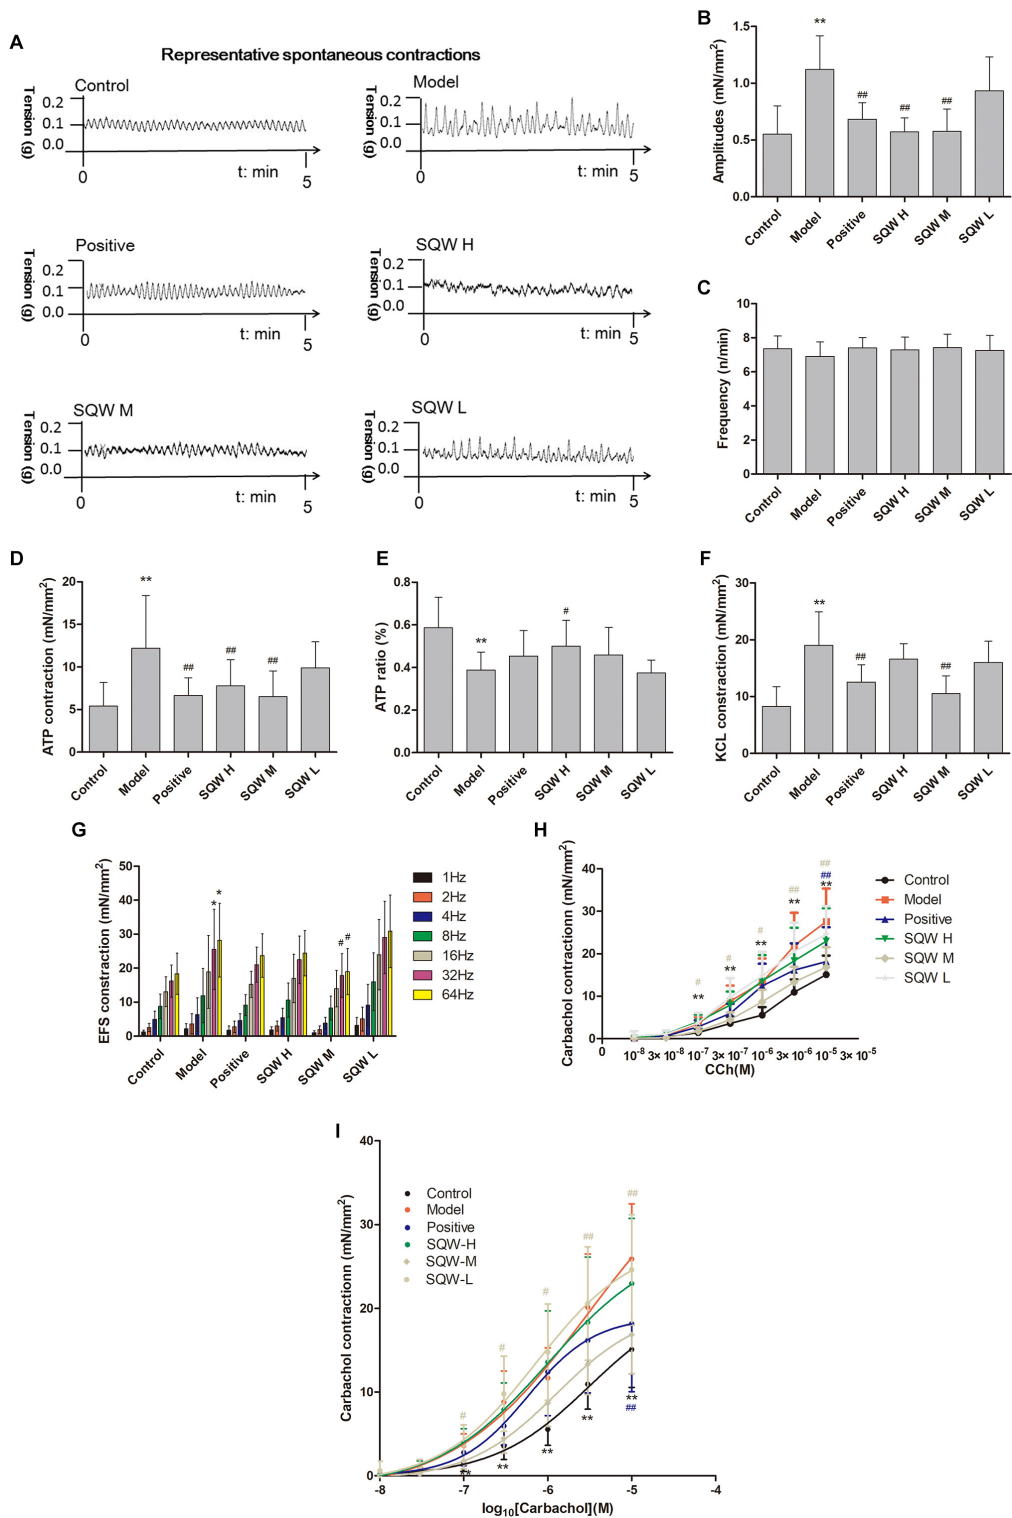 A
Representative spontaneous contractions
Control
Tension (g)
0.2
0.1
0.0
0
t: min
5
Model
Tension (g)
0.2
0.1
0.0
0
t: min
5
Positive
Tension (g)
0.2
0.1
0.0
0
t: min
5
SQW H
Tension (g)
0.2
0.1
0.0
0
t: min
5
SQW M
Tension (g)
0.2
0.1
0.0
0
t: min
5
SQW L
Tension (g)
0.2
0.1
0.0
0
t: min
5
B
Amplitudes (mN/mm²)
1.5
1.0
0.5
0.0
** ## ## ##
Control Model Positive SQW H SQW M SQW L
C
Frequency (n/min)
10
8
6
4
2
0
Control Model Positive SQW H SQW M SQW L
D
ATP contraction (mN/mm²)
20
15
10
5
0
** ## ## ##
Control Model Positive SQW H SQW M SQW L
E
ATP ratio (%)
0.8
0.6
0.4
0.2
0.0
** #
Control Model Positive SQW H SQW M SQW L
F
KCL constraction (mN/mm²)
30
20
10
0
** ## ##
Control Model Positive SQW H SQW M SQW L
G
EFS constraction (mN/mm²)
50
40
30
20
10
0
* * # #
Control Model Positive SQW H SQW M SQW L
1Hz
2Hz
4Hz
8Hz
16Hz
32Hz
64Hz
H
Carbachol contractionn (mN/mm²)
40
30
20
10
0
# ** # ** # ** ## ** ## ## **
0 10⁻⁸ 3× 10⁻⁸ 10⁻⁷ 3× 10⁻⁷ 10⁻⁶ 3× 10⁻⁶ 10⁻⁵ 3× 10⁻⁵
CCh(M)
Control
Model
Positive
SQW H
SQW M
SQW L
I
Carbachol contractionn (mN/mm²)
40
30
20
10
0
Control
Model
Positive
SQW-H
SQW-M
SQW-L
# # # ## ##
** ** ** ** **
##
-8 -7 -6 -5 -4
log₁₀[Carbachol](M)